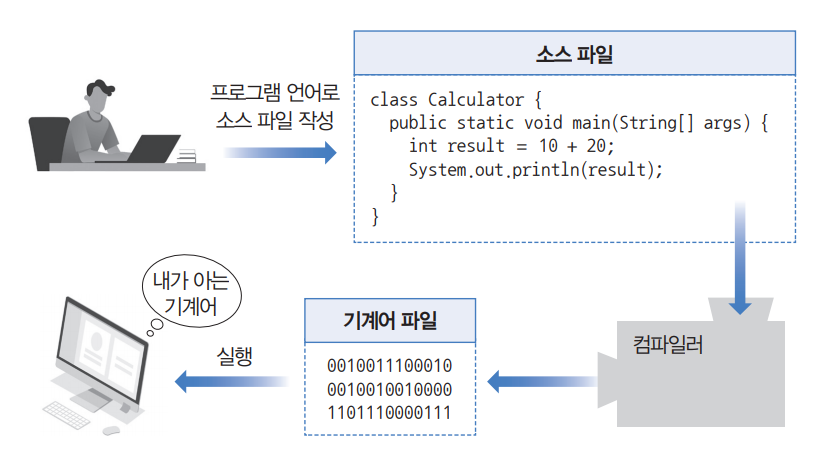 프로그램 언어로
소스 파일 작성
소스 파일
class Calculator {
  public static void main(String[] args) {
    int result = 10 + 20;
    System.out.println(result);
  }
}
컴파일러
기계어 파일
0010011100010
0010010010000
1101110000111
실행
내가 아는
기계어